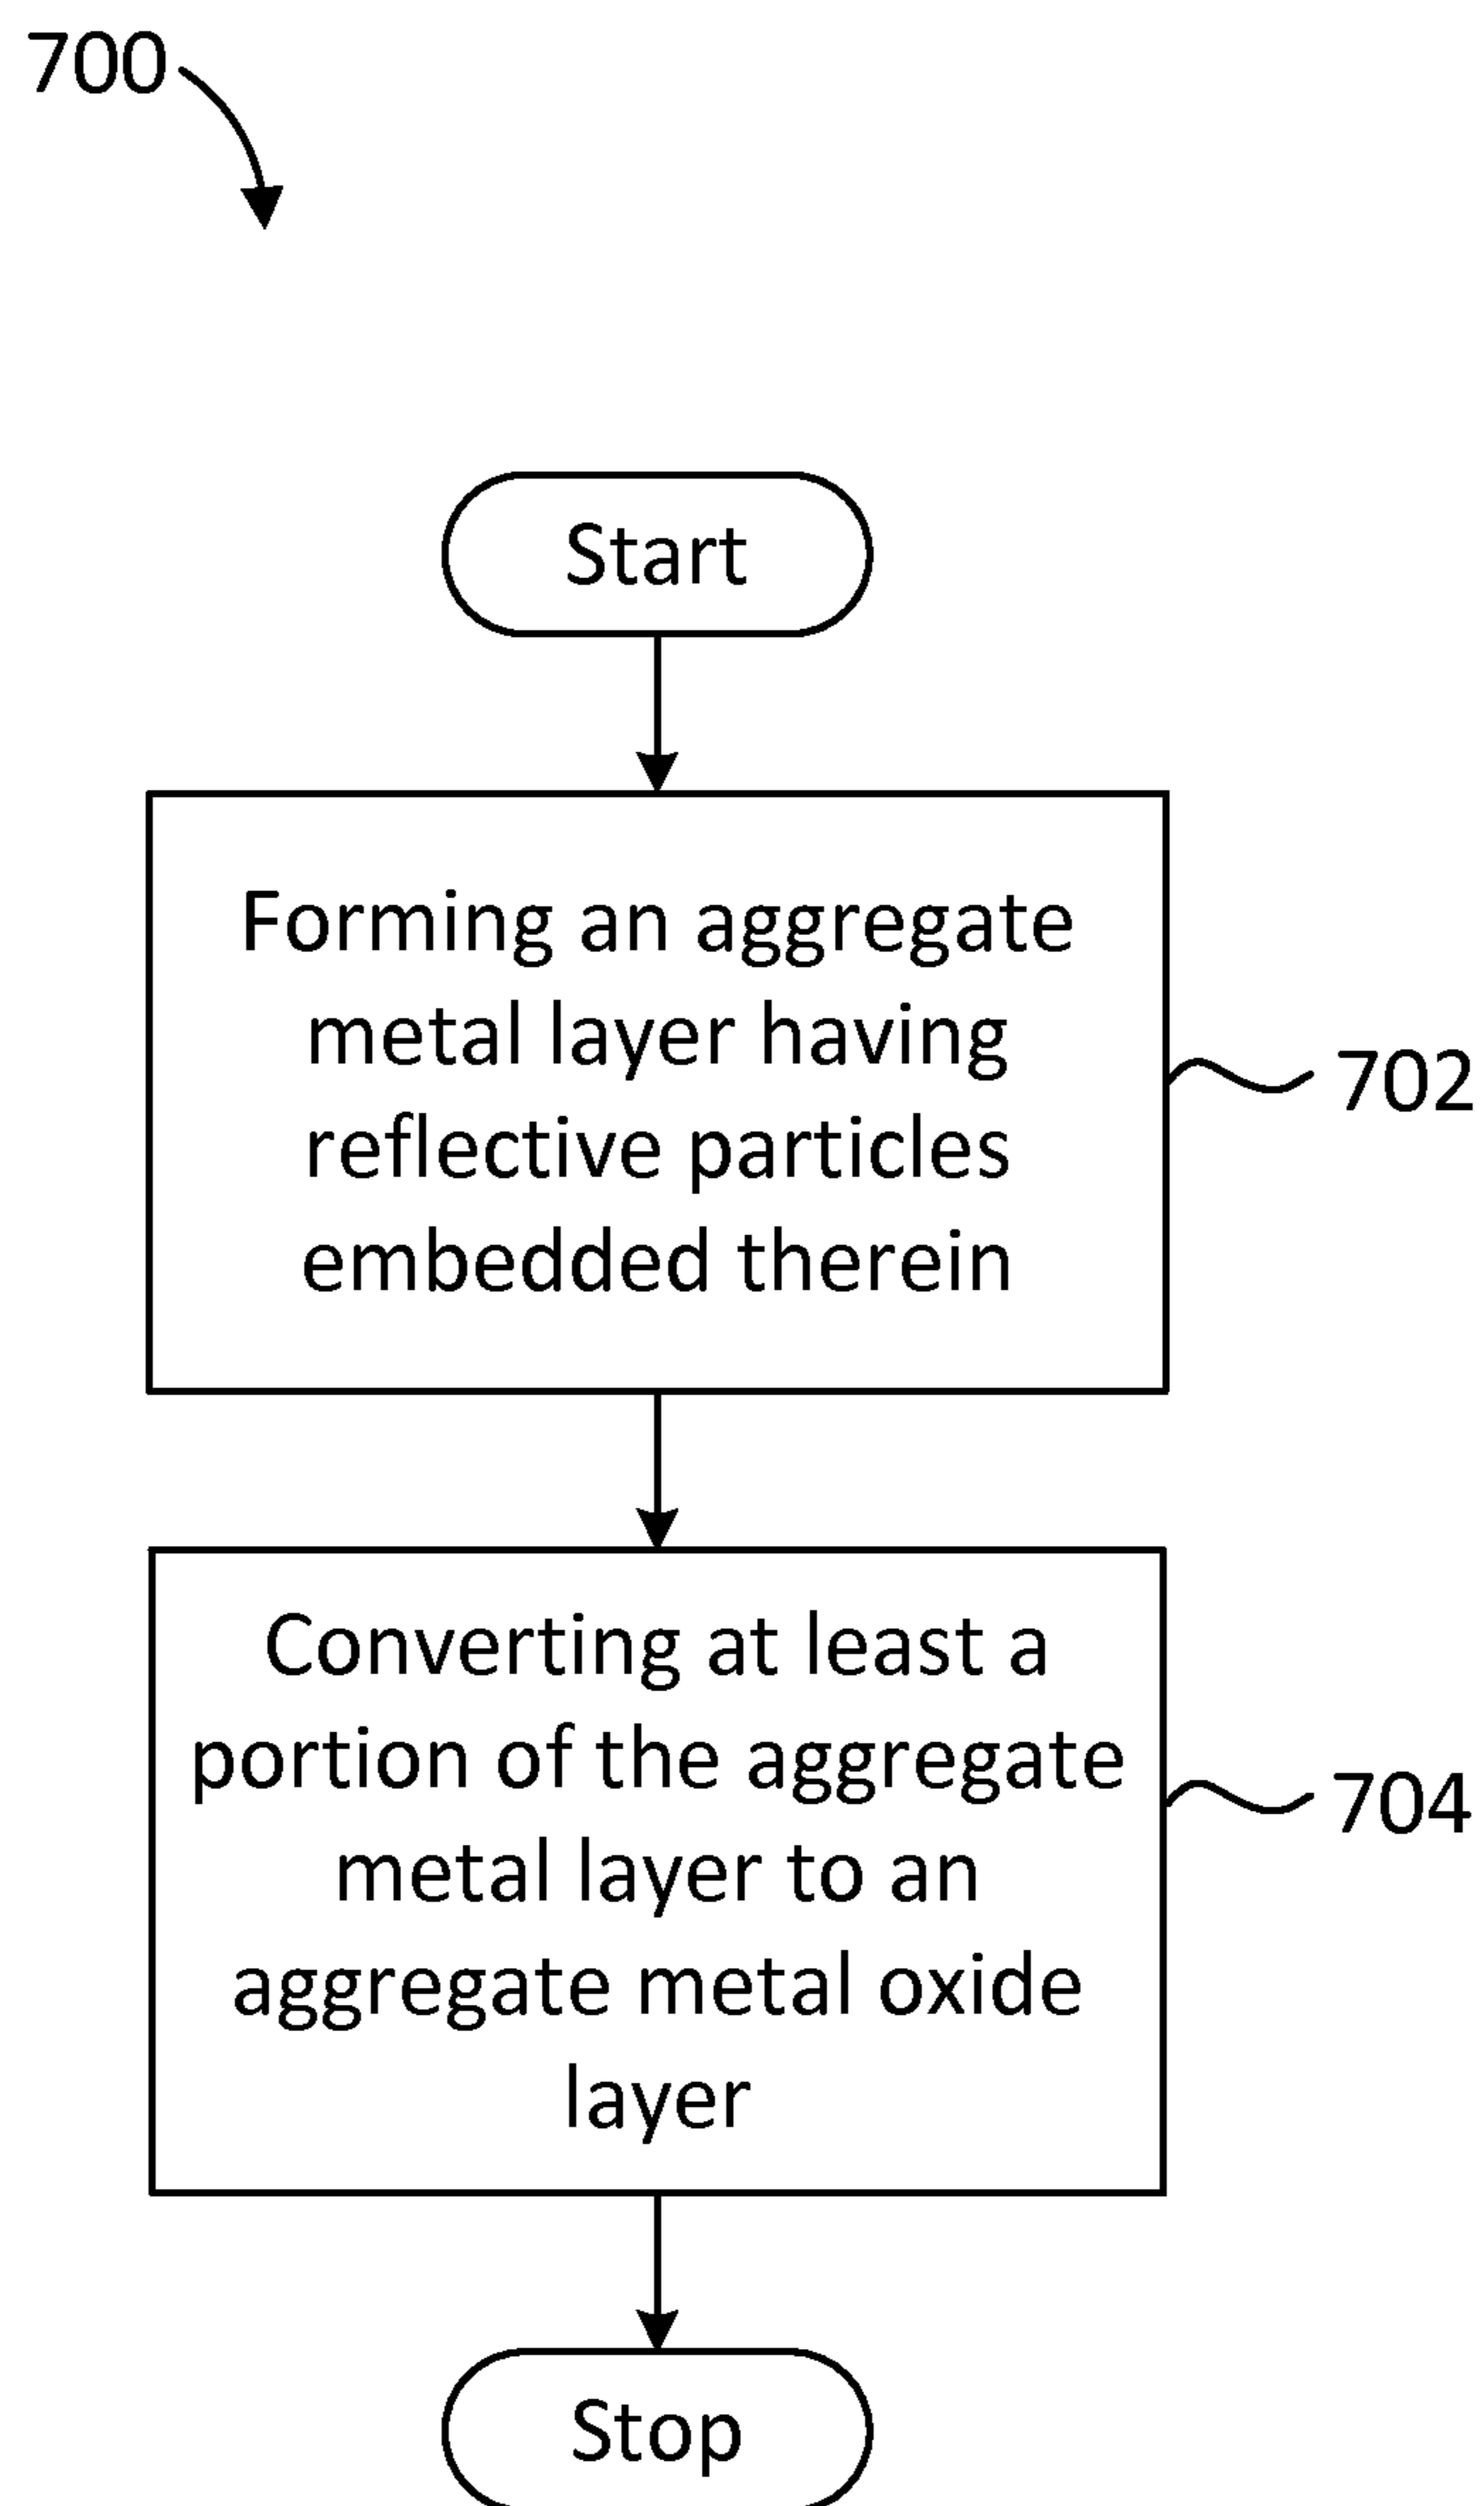 700
Start
Forming an aggregate
metal layer having
reflective particles
embedded therein
702
Converting at least a
portion of the aggregate
metal layer to an
aggregate metal oxide
layer
704
Stop